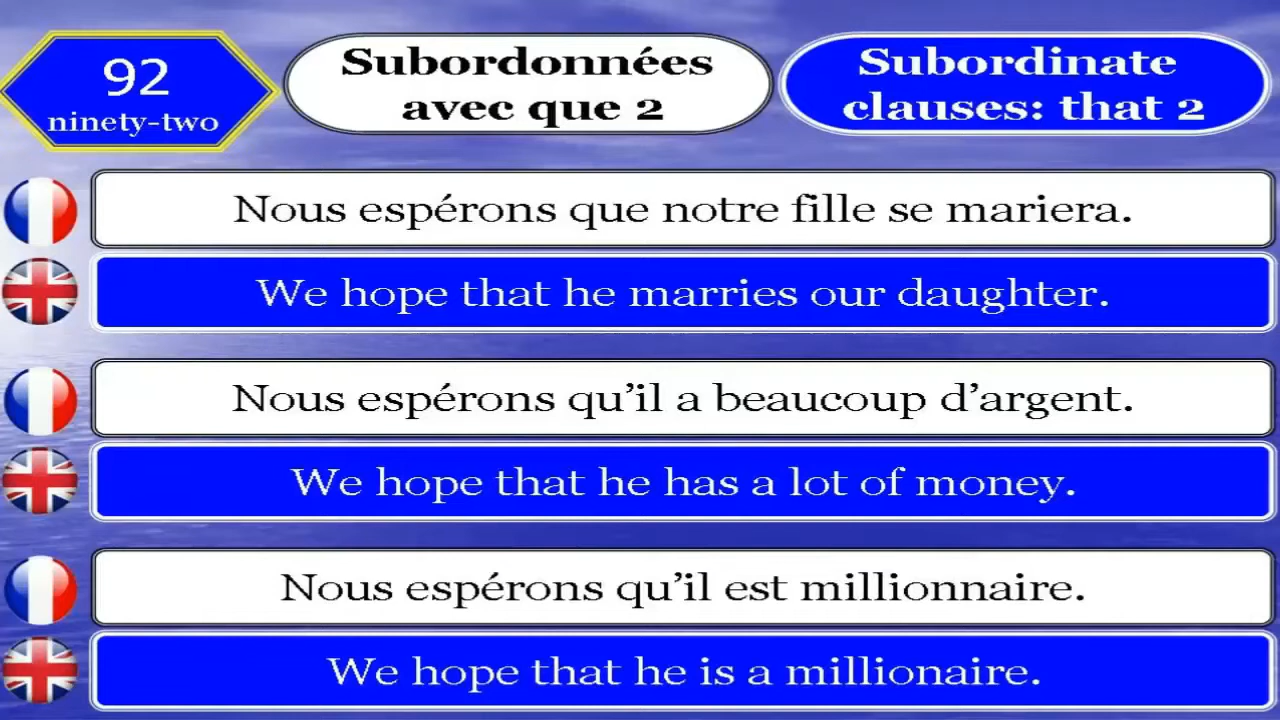 92
ninety-two
Subordonnées
avec que 2
Subordinate
clauses: that 2
Nous espérons que notre fille se mariera.
We hope that he marries our daughter.
Nous espérons qu’il a beaucoup d’argent.
We hope that he has a lot of money.
Nous espérons qu’il est millionnaire.
We hope that he is a millionaire.